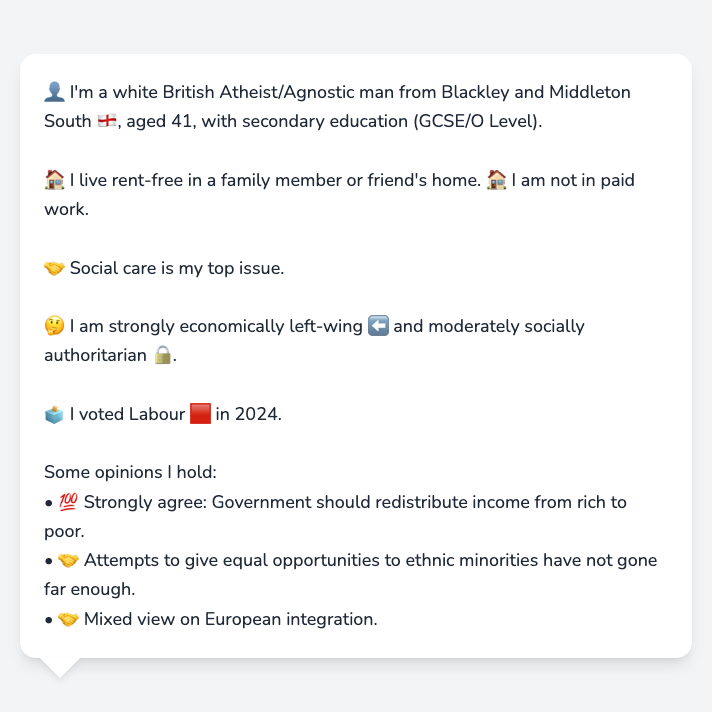 👤 I'm a white British Atheist/Agnostic man from Blackley and Middleton
South 🏴󠁧󠁢󠁥󠁮󠁧󠁿, aged 41, with secondary education (GCSE/O Level).
🏠 I live rent-free in a family member or friend's home. 🏠 I am not in paid
work.
🤝 Social care is my top issue.
🤔 I am strongly economically left-wing ⬅️ and moderately socially
authoritarian 🔒.
🗳️ I voted Labour 🟥 in 2024.
Some opinions I hold:
• 💯 Strongly agree: Government should redistribute income from rich to
poor.
• 🤝 Attempts to give equal opportunities to ethnic minorities have not gone
far enough.
• 🤝 Mixed view on European integration.